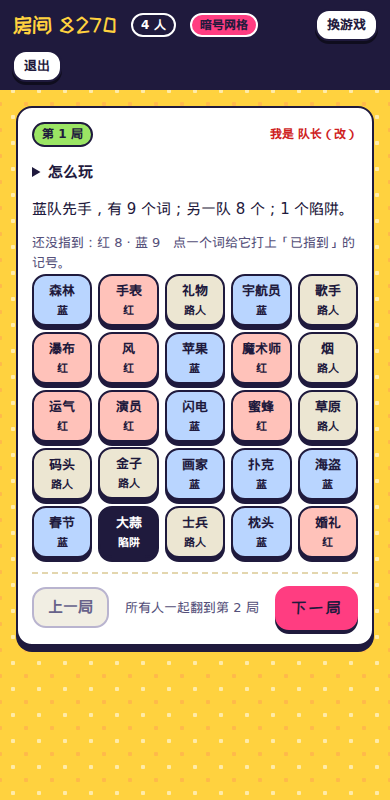 房间 8270 4 人 暗号网格 换游戏
退出
第 1 局 我是 队长（改）
▶ 怎么玩
蓝队先手，有 9 个词；另一队 8 个；1 个陷阱。
还没指到：红 8 · 蓝 9 点一个词给它打上「已指到」的
记号。
森林 手表 礼物 宇航员 歌手
蓝 红 路人 蓝 路人
瀑布 风 苹果 魔术师 烟
红 红 蓝 红 路人
运气 演员 闪电 蜜蜂 草原
红 红 蓝 红 路人
码头 金子 画家 扑克 海盗
路人 路人 蓝 蓝 蓝
春节 大蒜 士兵 枕头 婚礼
蓝 陷阱 路人 蓝 红
上一局 所有人一起翻到第 2 局 下一局